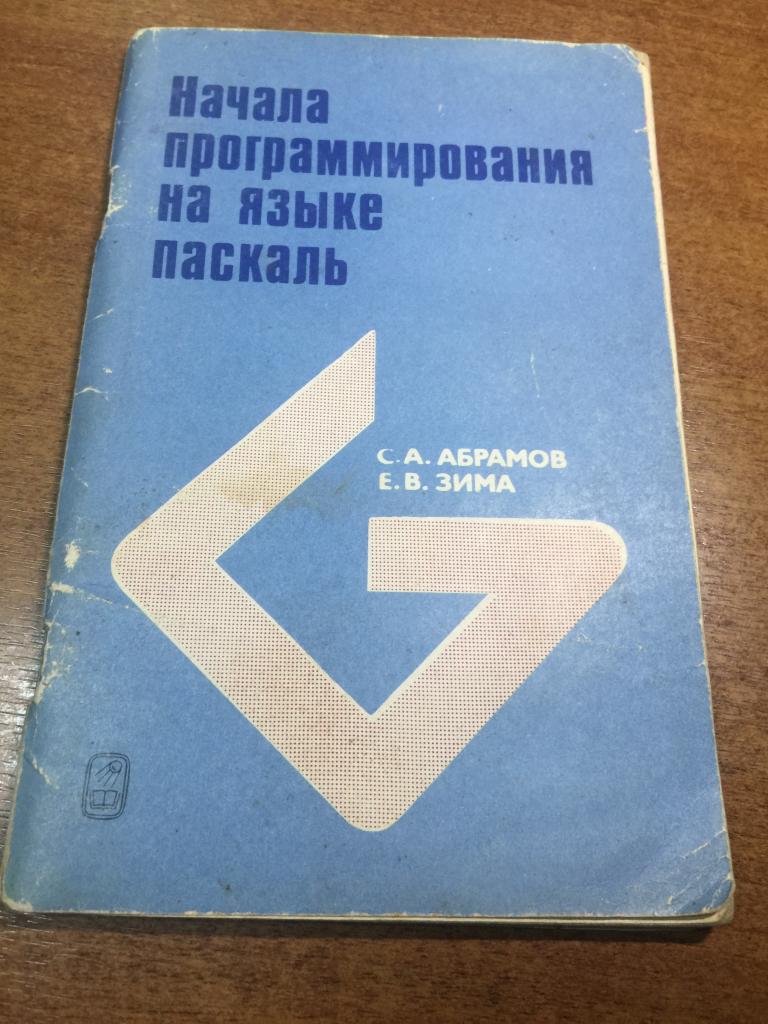 Начала
программирования
на языке
паскаль
С.А. АБРАМОВ
Е.В. ЗИМА